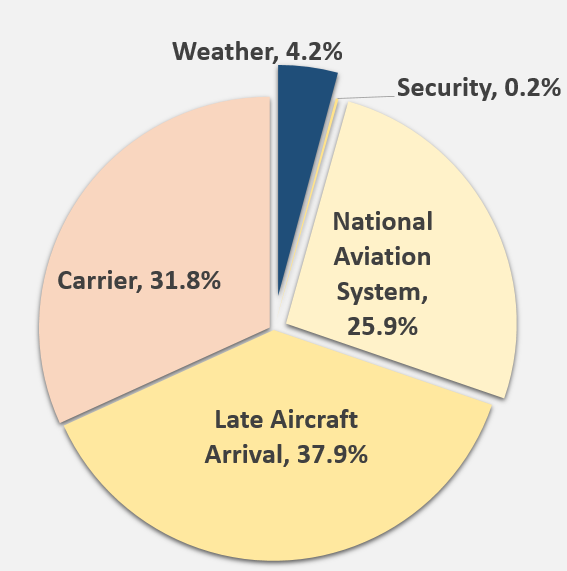 Weather, 4.2%
Security, 0.2%
National
Aviation
System,
25.9%
Carrier, 31.8%
Late Aircraft
Arrival, 37.9%